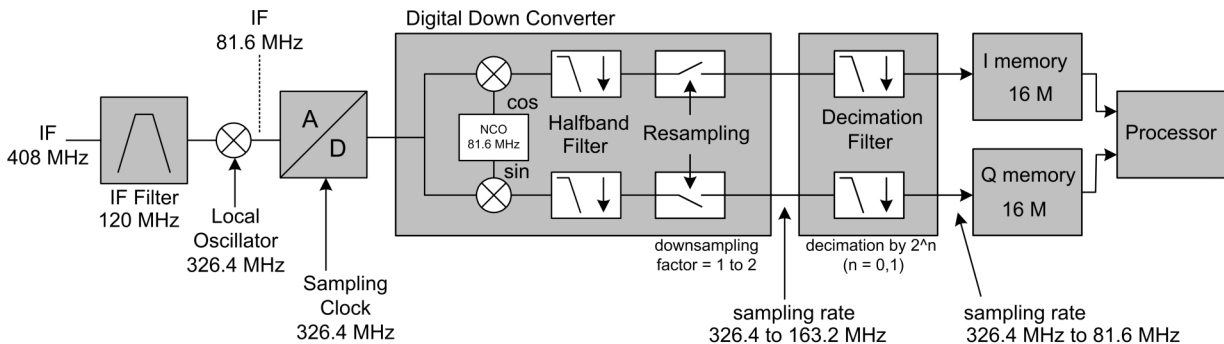 IF
408 MHz
IF Filter
120 MHz
IF
81.6 MHz
Local
Oscillator
326.4 MHz
A
D
Sampling
Clock
326.4 MHz
Digital Down Converter
cos
NCO
81.6 MHz
sin
Halfband
Filter
Resampling
downsampling
factor = 1 to 2
sampling rate
326.4 to 163.2 MHz
Decimation
Filter
decimation by 2^n
(n = 0,1)
sampling rate
326.4 MHz to 81.6 MHz
I memory
16 M
Q memory
16 M
Processor